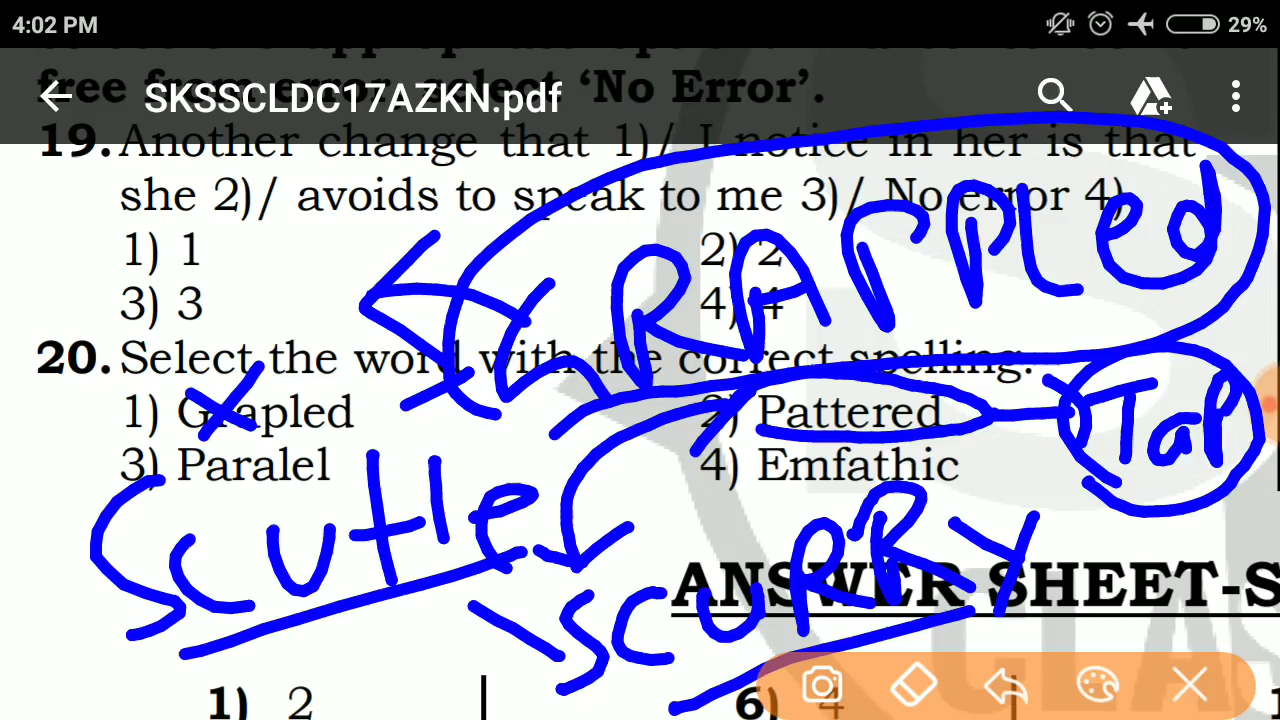 4:02 PM 29%
free from error, select ‘No Error’.
SKSSCLDC17AZKN.pdf
19. Another change that 1)/ I notice in her is that
she 2)/ avoids to speak to me 3)/ No error 4)
1) 1 2) 2
3) 3 4) 4
GRAPPLed
20. Select the word with the correct spelling.
1) Grapled 2) Pattered TaP
3) Paralel 4) Emfathic
Scuttle
SCURRY
ANSWER SHEET-S
1) 2 6) 4